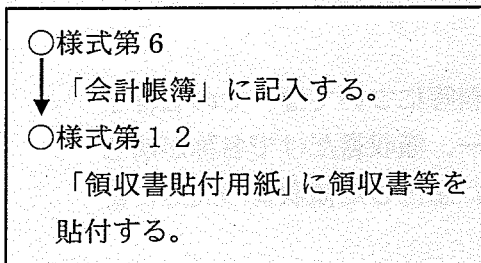 ○様式第6
「会計帳簿」に記入する。
○様式第12
「領収書貼付用紙」に領収書等を
貼付する。